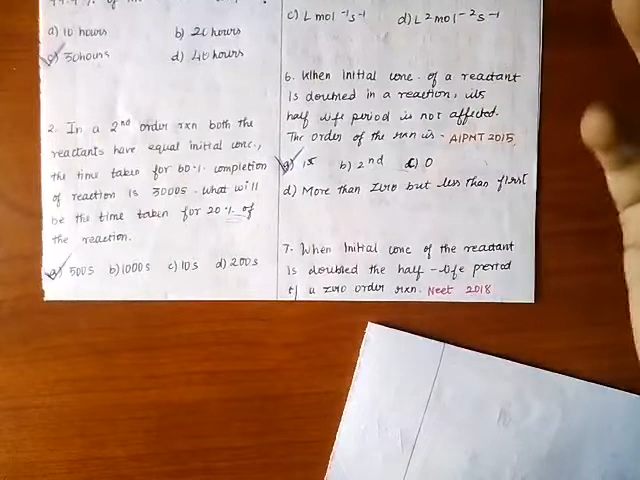 a) 10 hours b) 20 hours
c) 30 hours d) 40 hours
2. In a 2nd order rxn both the
reactants have equal initial conc.,
the time taken for 60% completion
of reaction is 3000s. What will
be the time taken for 20% of
the reaction.
a) 500s b) 1000s c) 10s d) 200s
c) L mol⁻¹s⁻¹ d) L²mol⁻²s⁻¹
6. When initial conc. of a reactant
is doubled in a reaction, its
half life period is not affected.
The order of the rxn is - AIPMT 2015
a) 1st b) 2nd c) 0
d) More than zero but less than first
7. When Initial conc of the reactant
is doubled the half-life period
of a zero order rxn. Neet 2018